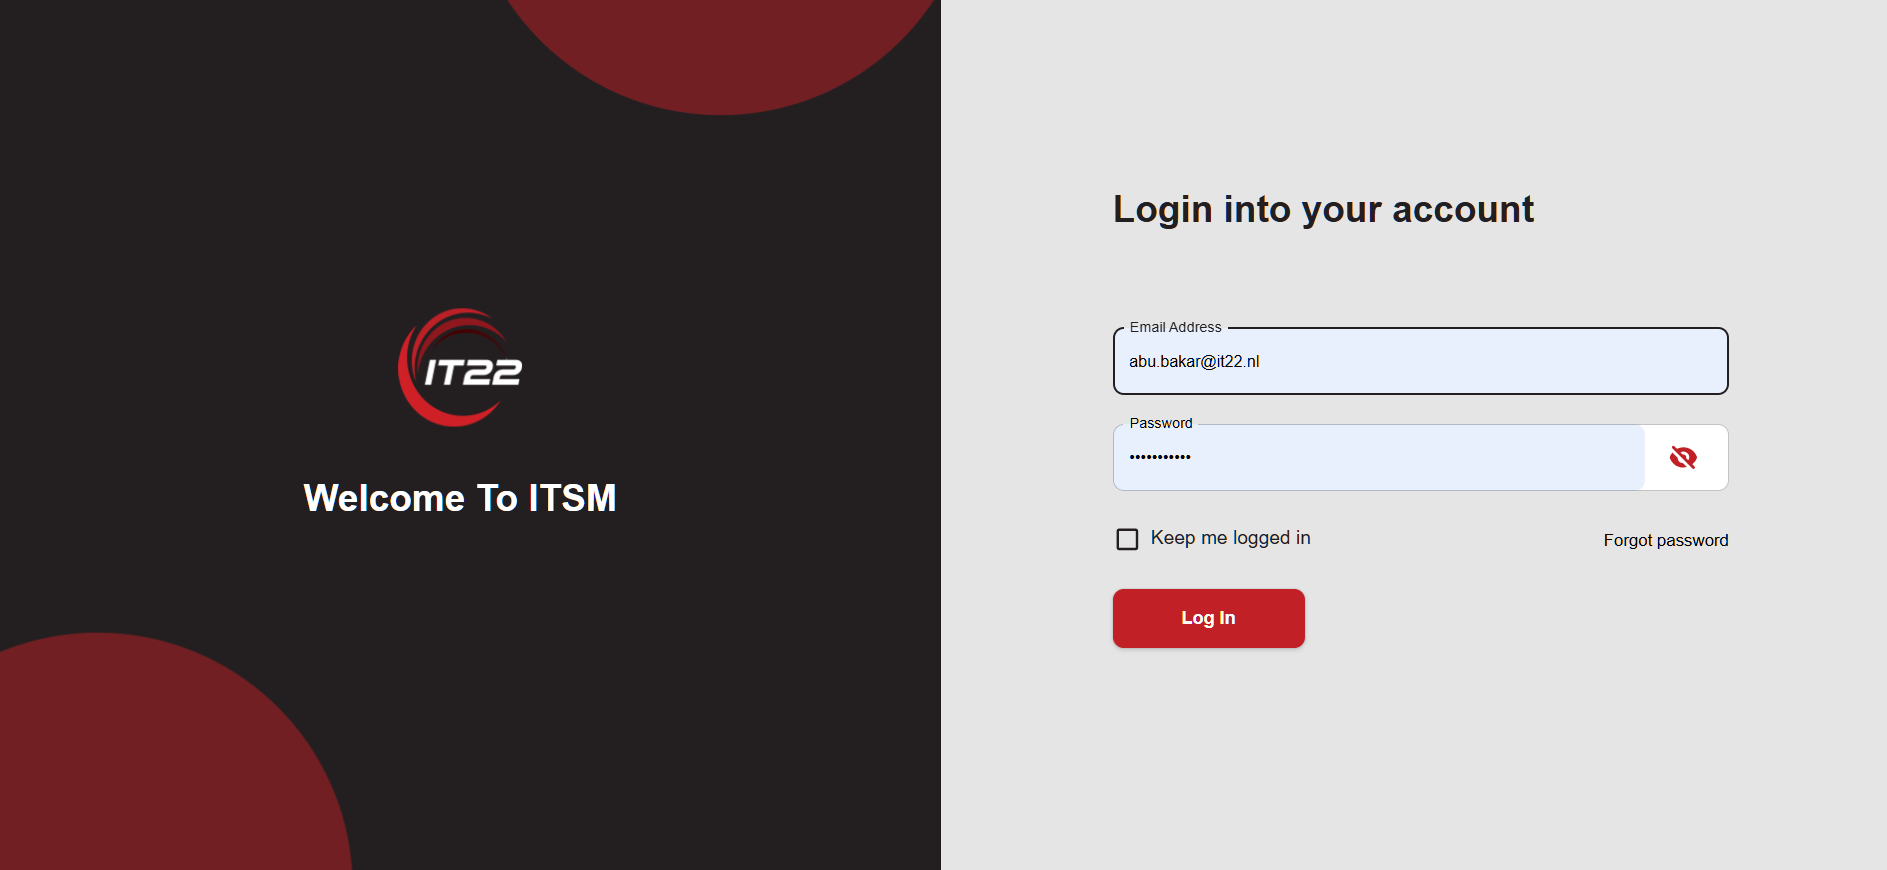 IT22
Welcome To ITSM
Login into your account
Email Address
abu.bakar@it22.nl
Password
•••••••••••
Keep me logged in
Forgot password
Log In